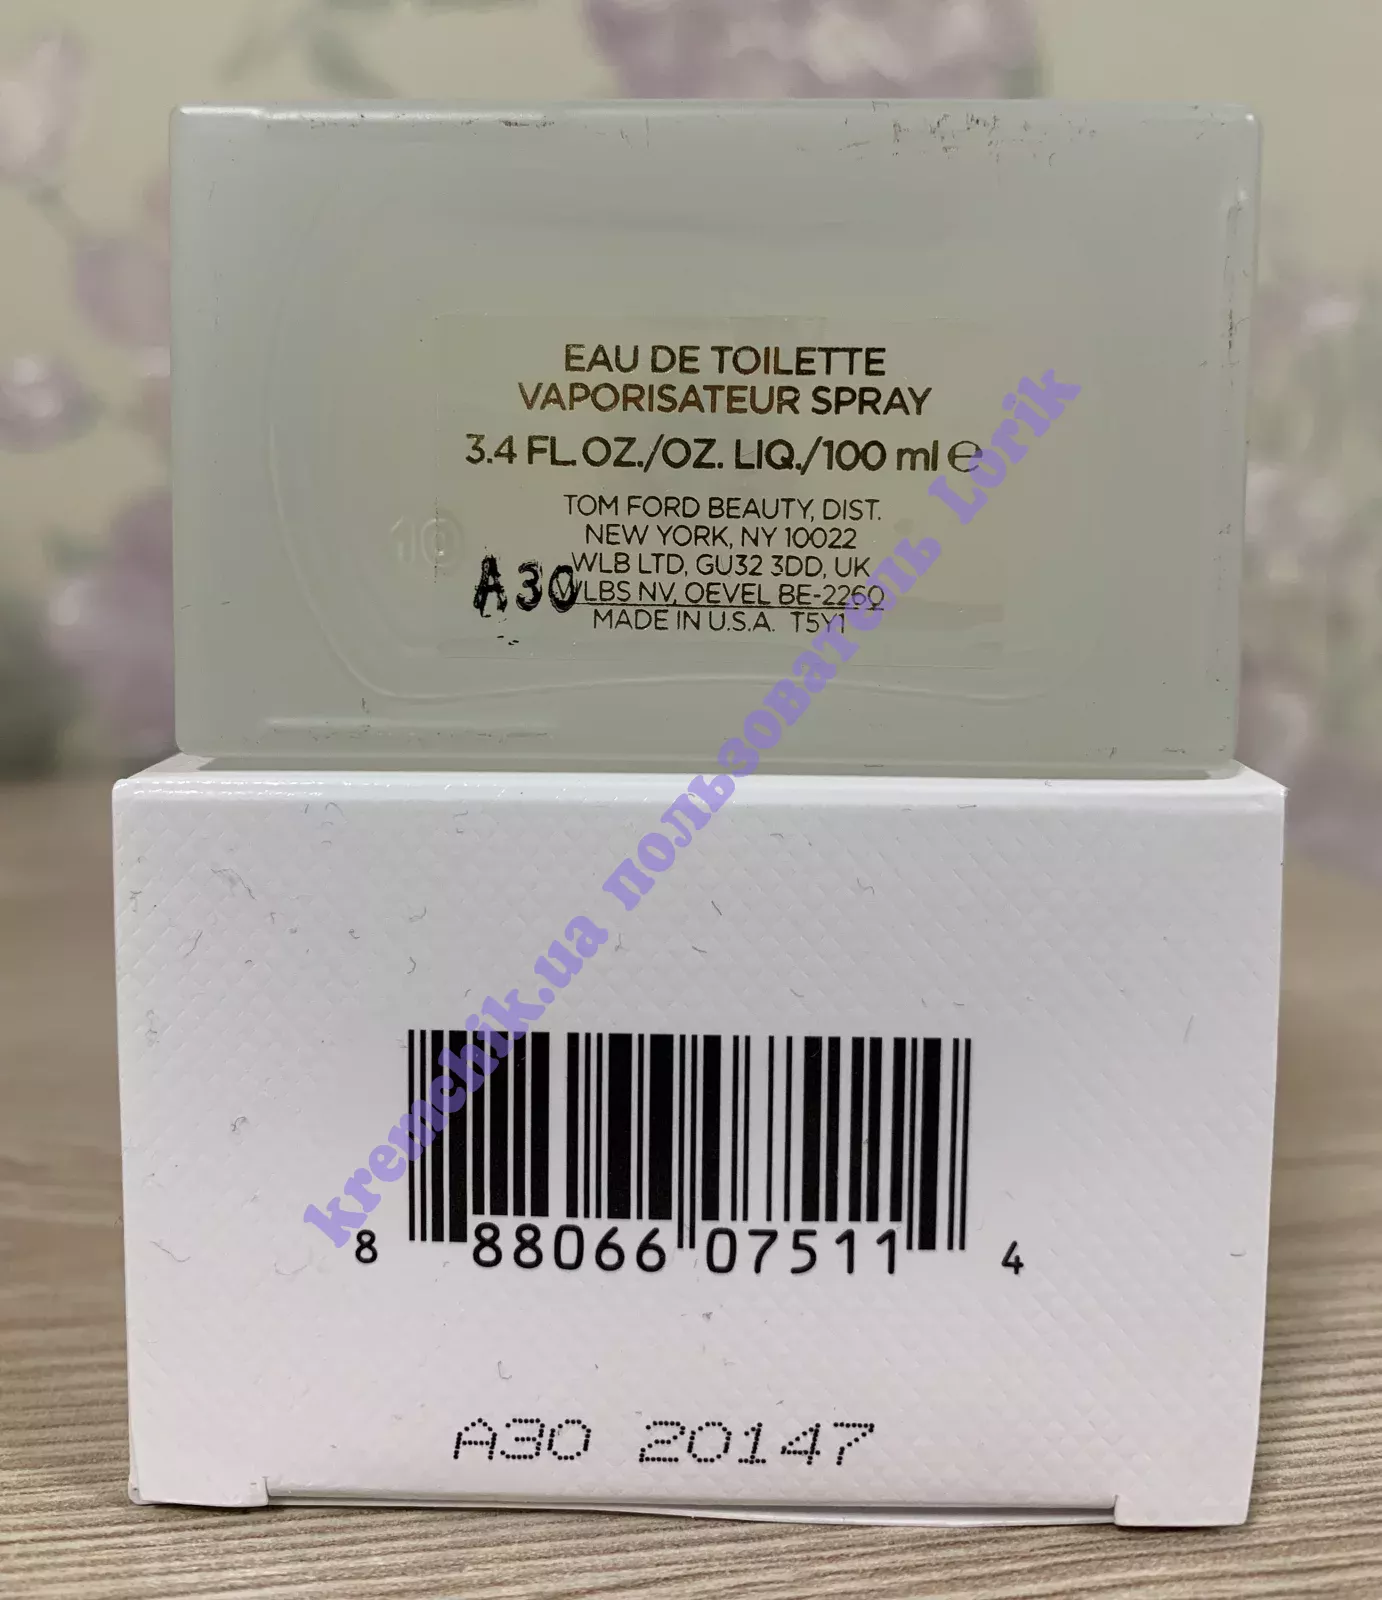 EAU DE TOILETTE
VAPORISATEUR SPRAY
3.4 FL.OZ./OZ. LIQ./100 ml ℮
TOM FORD BEAUTY, DIST.
NEW YORK, NY 10022
WLB LTD, GU32 3DD, UK
WLBS NV, OEVEL BE-2260
MADE IN U.S.A. T5Y1
10
A30
kremchik.ua пользователь Lorik
8 88066 07511 4
A30 20147